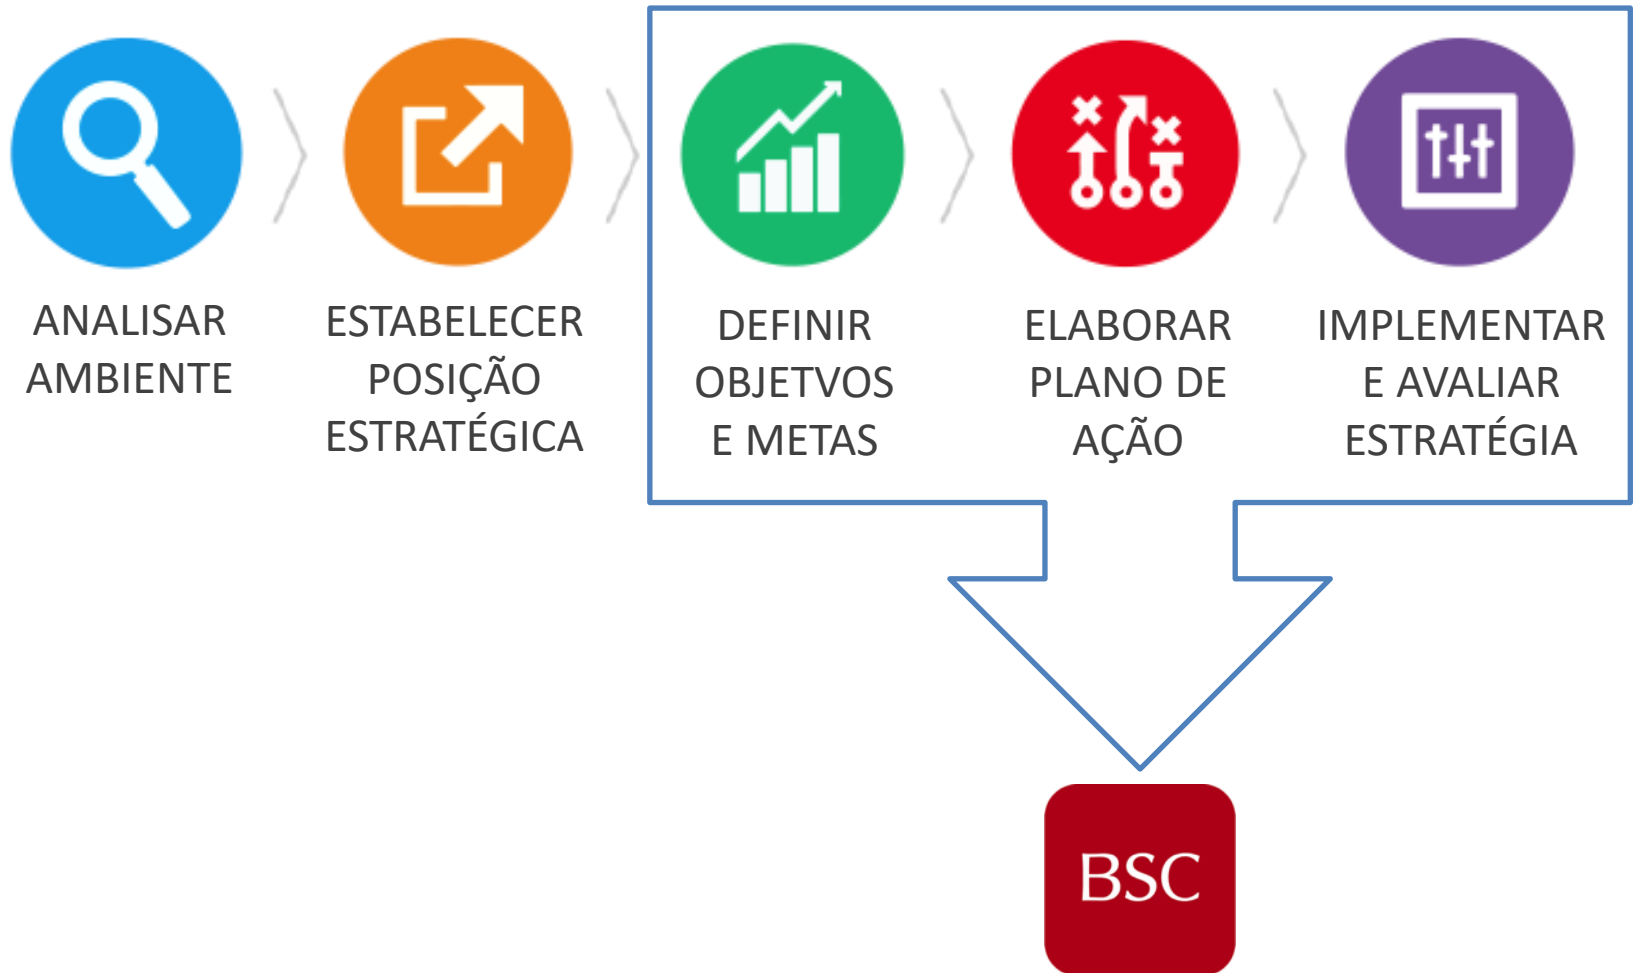 ANALISAR
AMBIENTE
ESTABELECER
POSIÇÃO
ESTRATÉGICA
DEFINIR
OBJETVOS
E METAS
ELABORAR
PLANO DE
AÇÃO
IMPLEMENTAR
E AVALIAR
ESTRATÉGIA
BSC